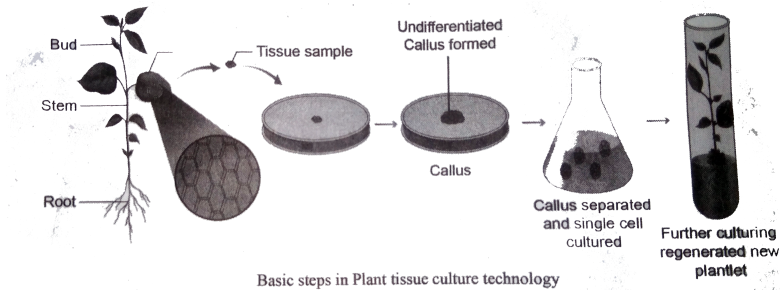 Bud
Stem
Root
Tissue sample
Undifferentiated
Callus formed
Callus
Callus separated
and single cell
cultured
Further culturing
regenerated new
plantlet
Basic steps in Plant tissue culture technology